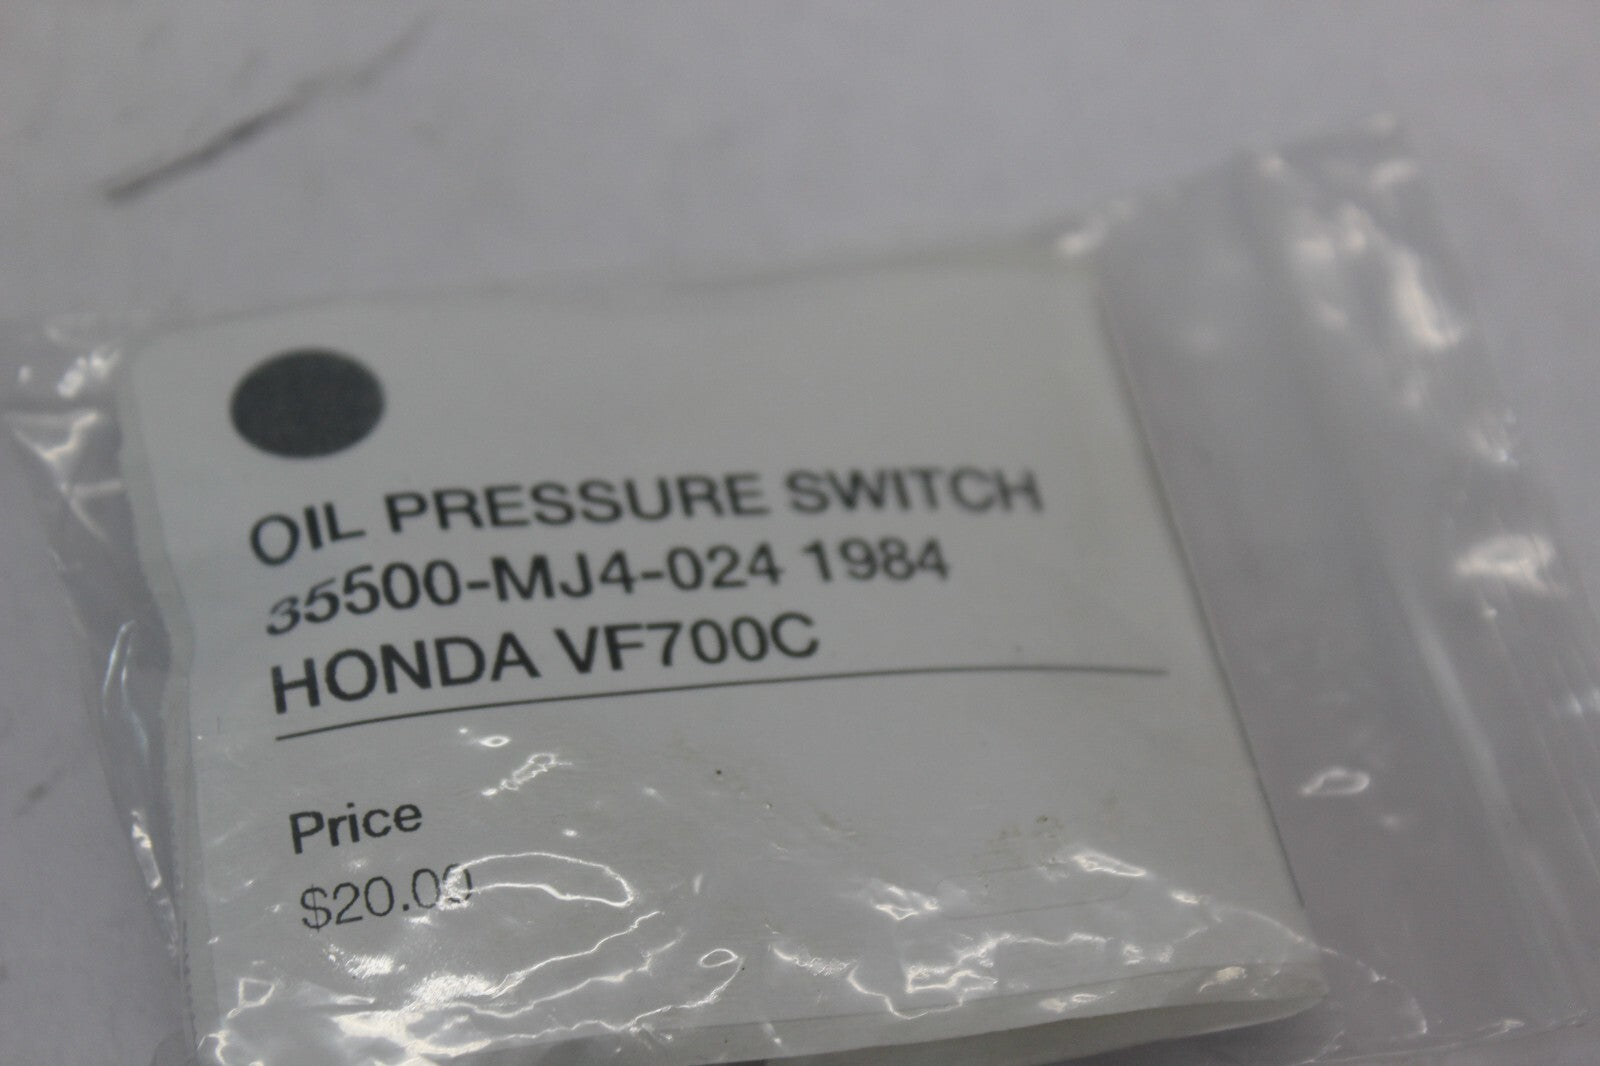 OIL PRESSURE SWITCH
35500-MJ4-024 1984
HONDA VF700C
Price
$20.00